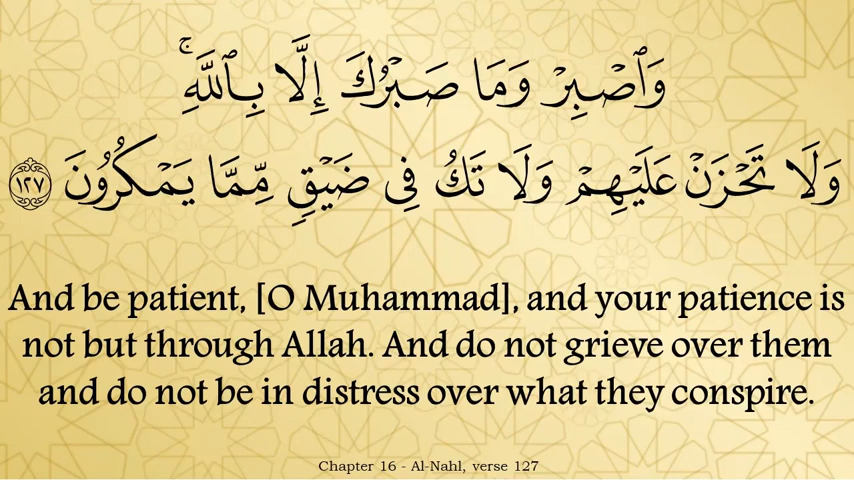 وَٱصْبِرْ وَمَا صَبْرُكَ إِلَّا بِٱللَّهِ ۚ
وَلَا تَحْزَنْ عَلَيْهِمْ وَلَا تَكُ فِى ضَيْقٍ مِّمَّا يَمْكُرُونَ ١٢٧
And be patient, [O Muhammad], and your patience is
not but through Allah. And do not grieve over them
and do not be in distress over what they conspire.
Chapter 16 - Al-Nahl, verse 127